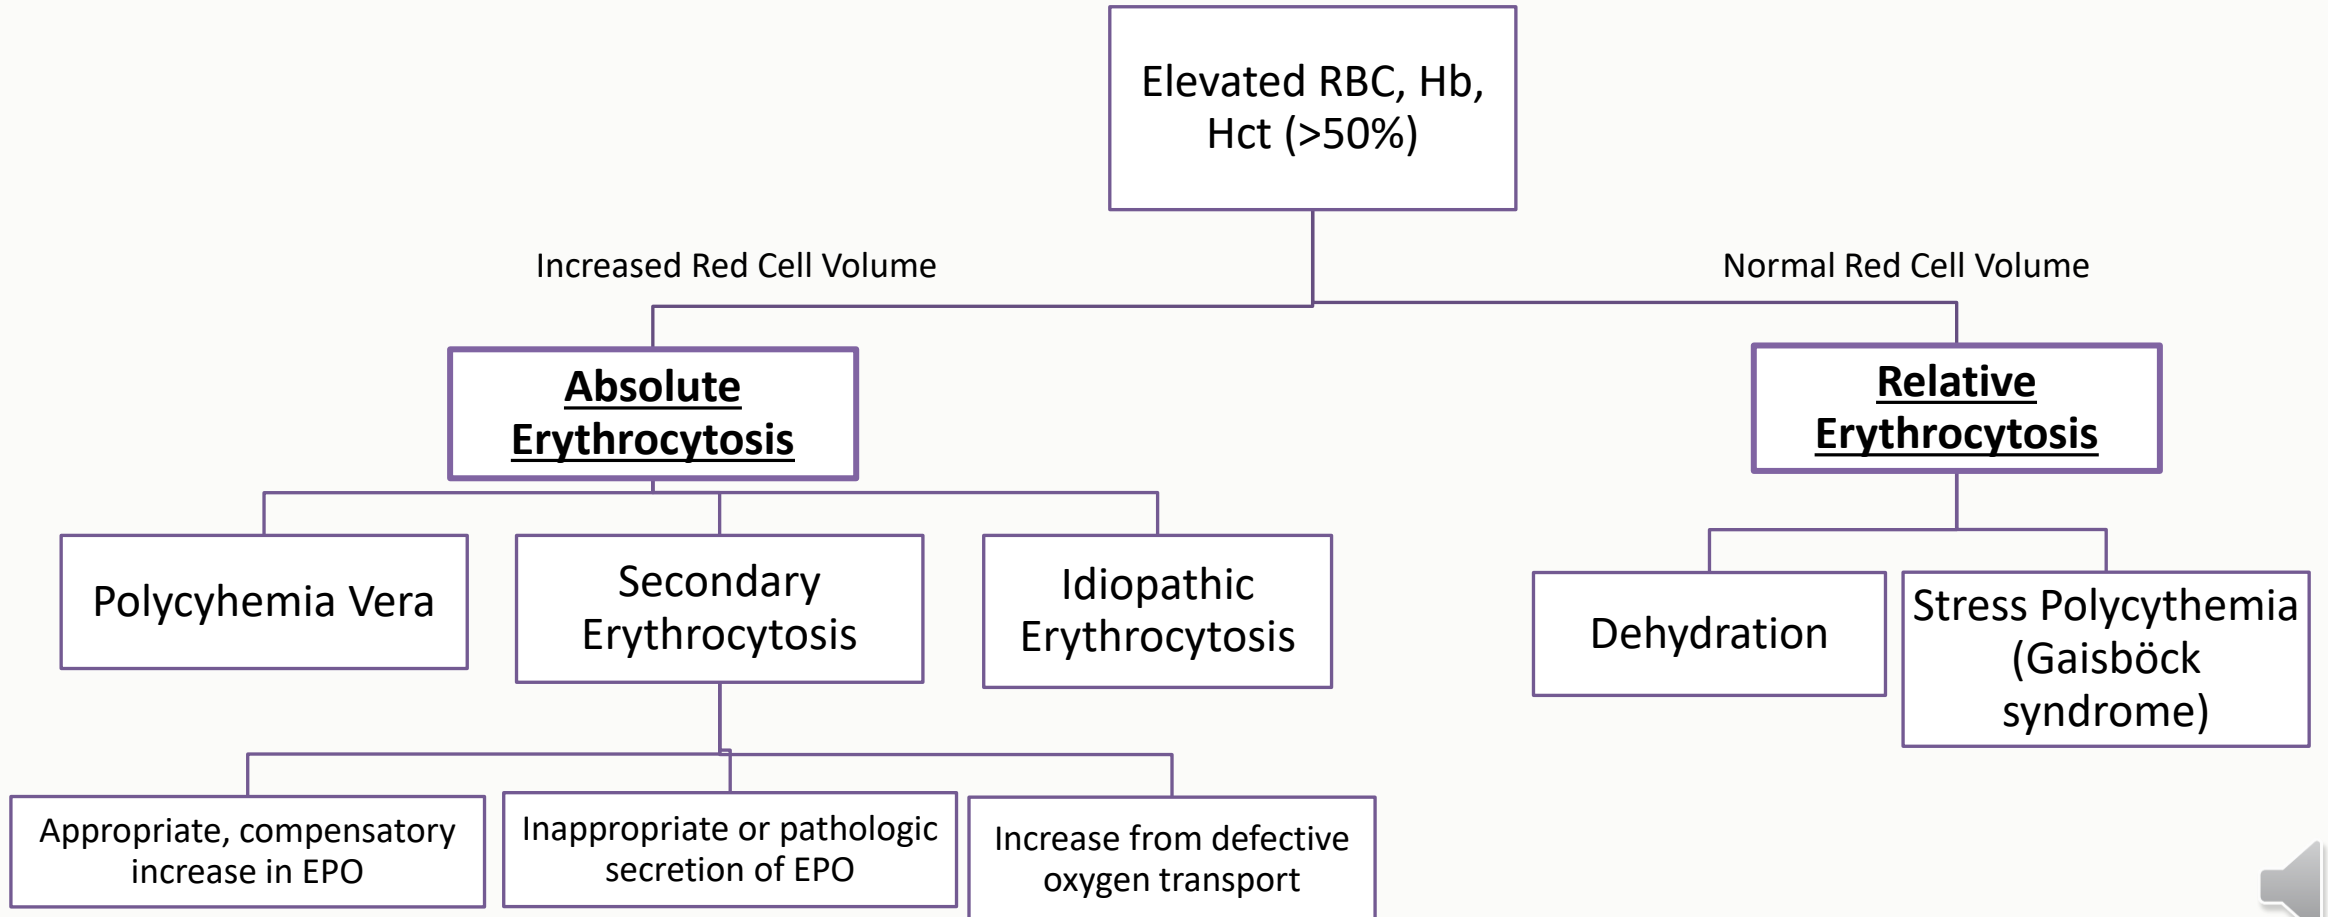 Elevated RBC, Hb,
Hct (>50%)
Increased Red Cell Volume
Normal Red Cell Volume
Absolute
Erythrocytosis
Relative
Erythrocytosis
Polycyhemia Vera
Secondary
Erythrocytosis
Idiopathic
Erythrocytosis
Dehydration
Stress Polycythemia
(Gaisböck
syndrome)
Appropriate, compensatory
increase in EPO
Inappropriate or pathologic
secretion of EPO
Increase from defective
oxygen transport